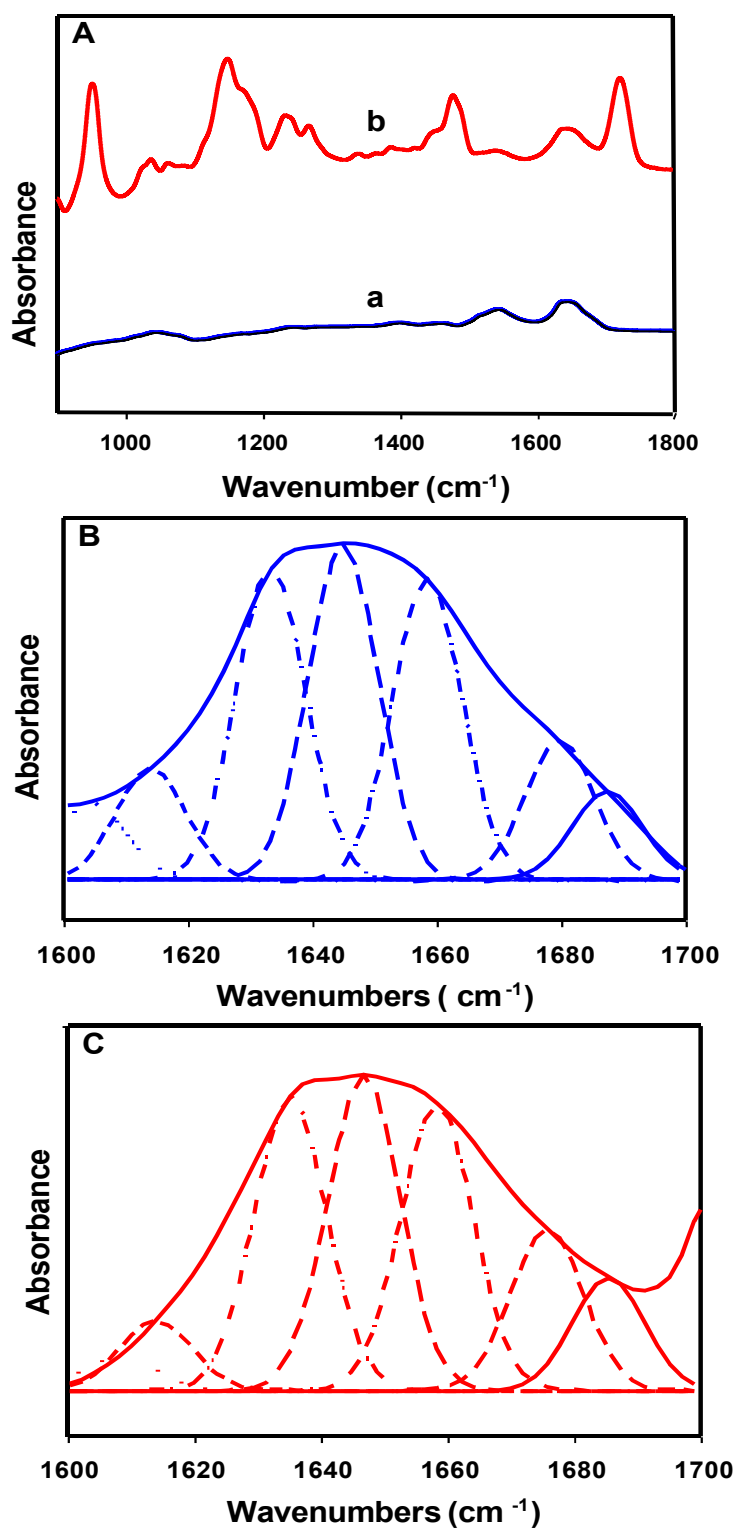 A
b
a
Absorbance
1000 1200 1400 1600 1800
Wavenumber (cm-1)
B
Absorbance
1600 1620 1640 1660 1680 1700
Wavenumbers ( cm -1)
C
Absorbance
1600 1620 1640 1660 1680 1700
Wavenumbers (cm -1)